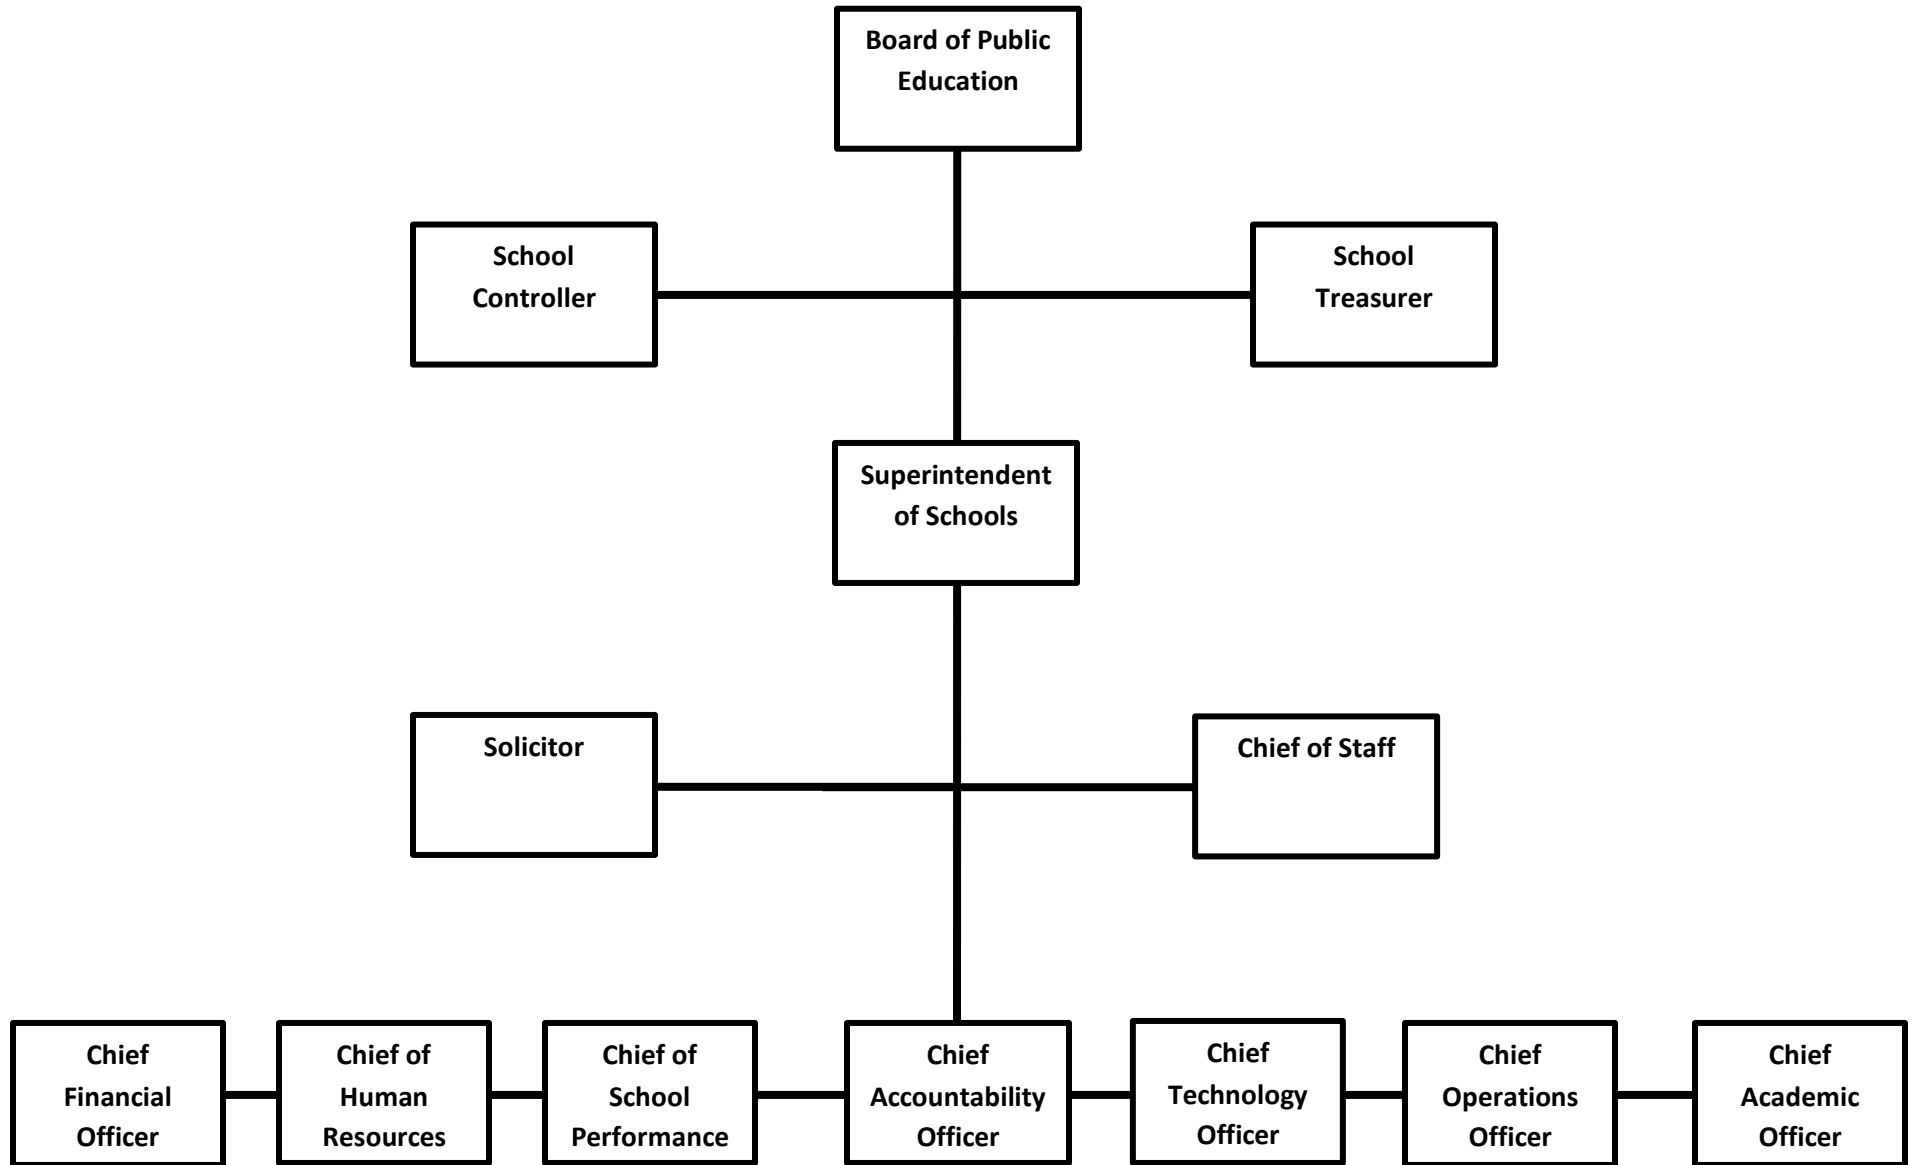 Board of Public
Education
School
Controller
School
Treasurer
Superintendent
of Schools
Solicitor
Chief of Staff
Chief
Financial
Officer
Chief of
Human
Resources
Chief of
School
Performance
Chief
Accountability
Officer
Chief
Technology
Officer
Chief
Operations
Officer
Chief
Academic
Officer